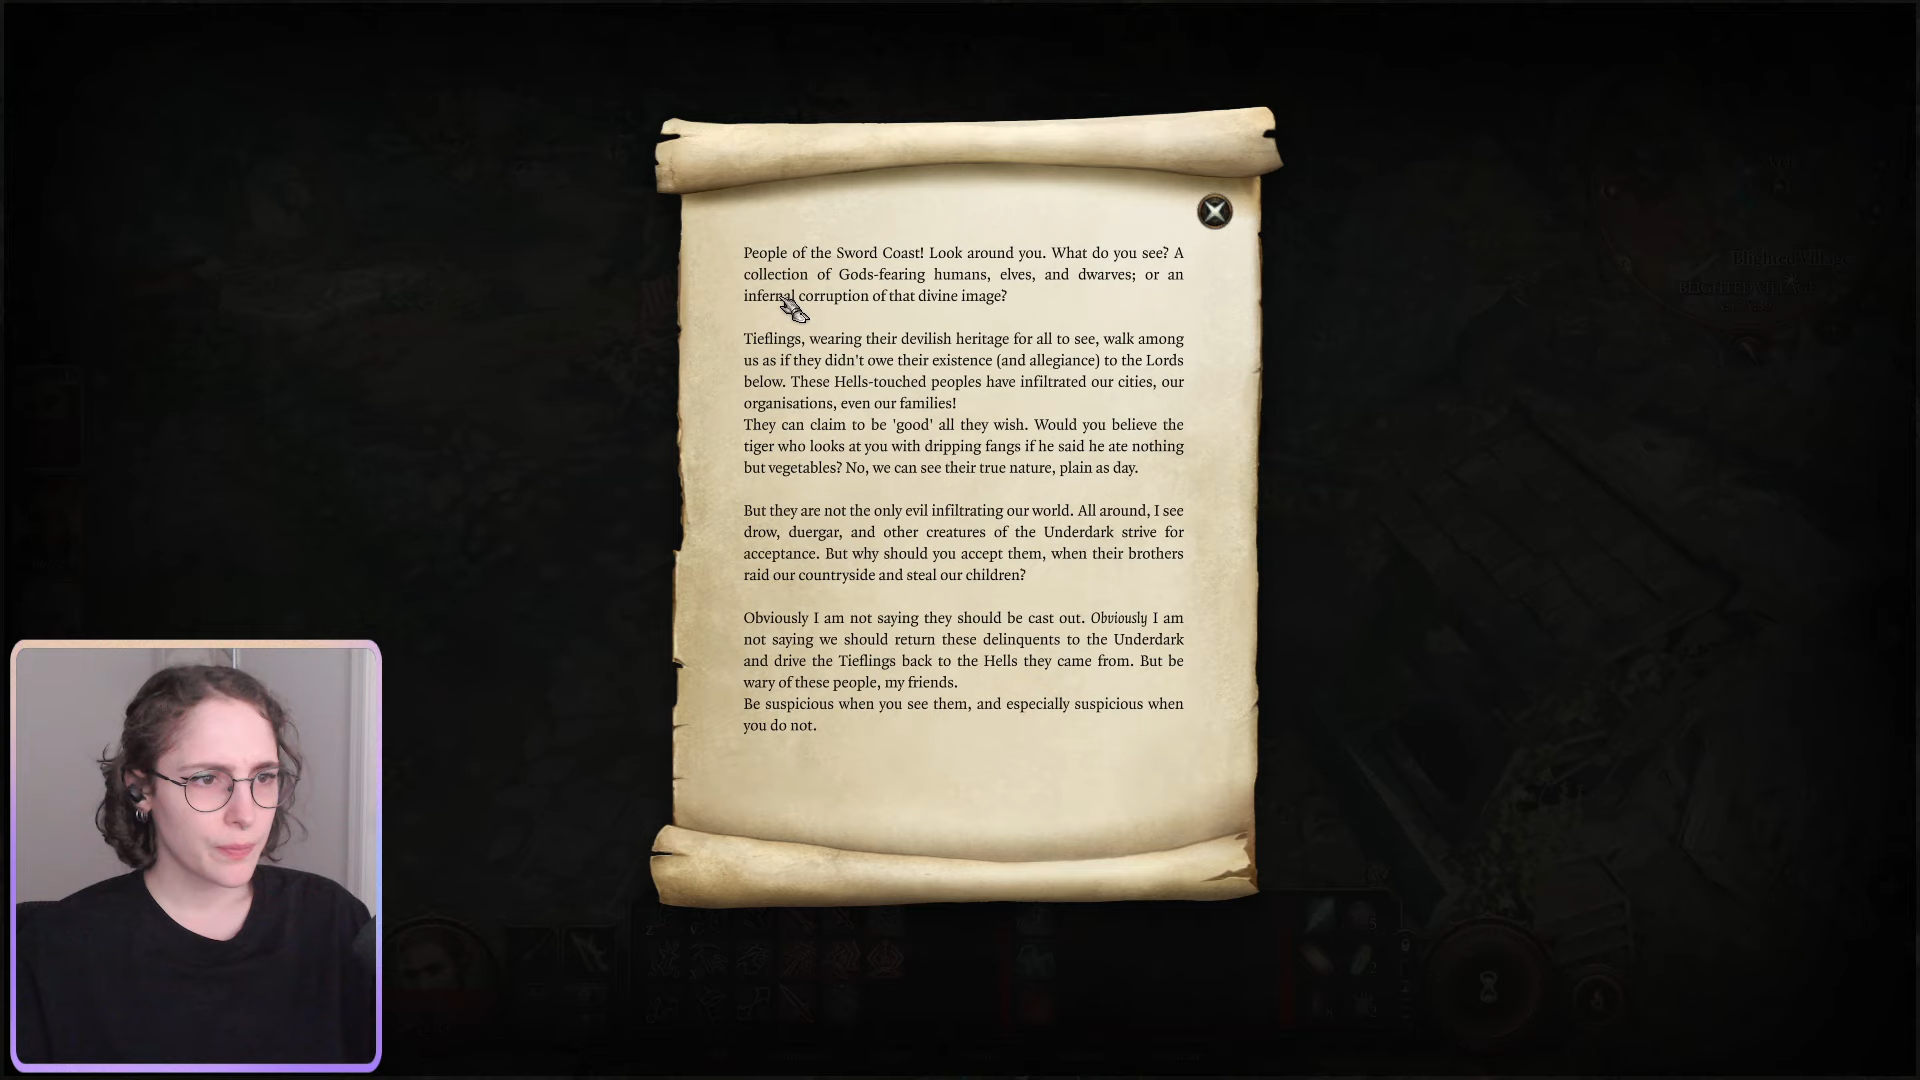 People of the Sword Coast! Look around you. What do you see? A
collection of Gods-fearing humans, elves, and dwarves; or an
infernal corruption of that divine image?
Tieflings, wearing their devilish heritage for all to see, walk among
us as if they didn't owe their existence (and allegiance) to the Lords
below. These Hells-touched peoples have infiltrated our cities, our
organisations, even our families!
They can claim to be 'good' all they wish. Would you believe the
tiger who looks at you with dripping fangs if he said he ate nothing
but vegetables? No, we can see their true nature, plain as day.
But they are not the only evil infiltrating our world. All around, I see
drow, duergar, and other creatures of the Underdark strive for
acceptance. But why should you accept them, when their brothers
raid our countryside and steal our children?
Obviously I am not saying they should be cast out. Obviously I am
not saying we should return these delinquents to the Underdark
and drive the Tieflings back to the Hells they came from. But be
wary of these people, my friends.
Be suspicious when you see them, and especially suspicious when
you do not.
Blighted Village